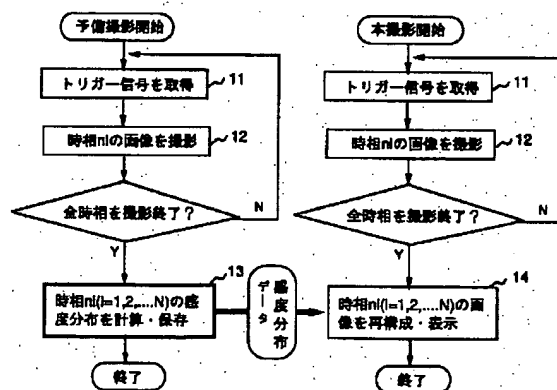 予備撮影開始
トリガー信号を取得
11
時相niの画像を撮影
12
全時相を撮影終了？
N
Y
13
時相ni(i=1,2,....N)の感
度分布を計算・保存
終了
感度分布
データ
本撮影開始
トリガー信号を取得
11
時相niの画像を撮影
12
全時相を撮影終了？
N
Y
14
時相ni(i=1,2,....N)の画
像を再構成・表示
終了